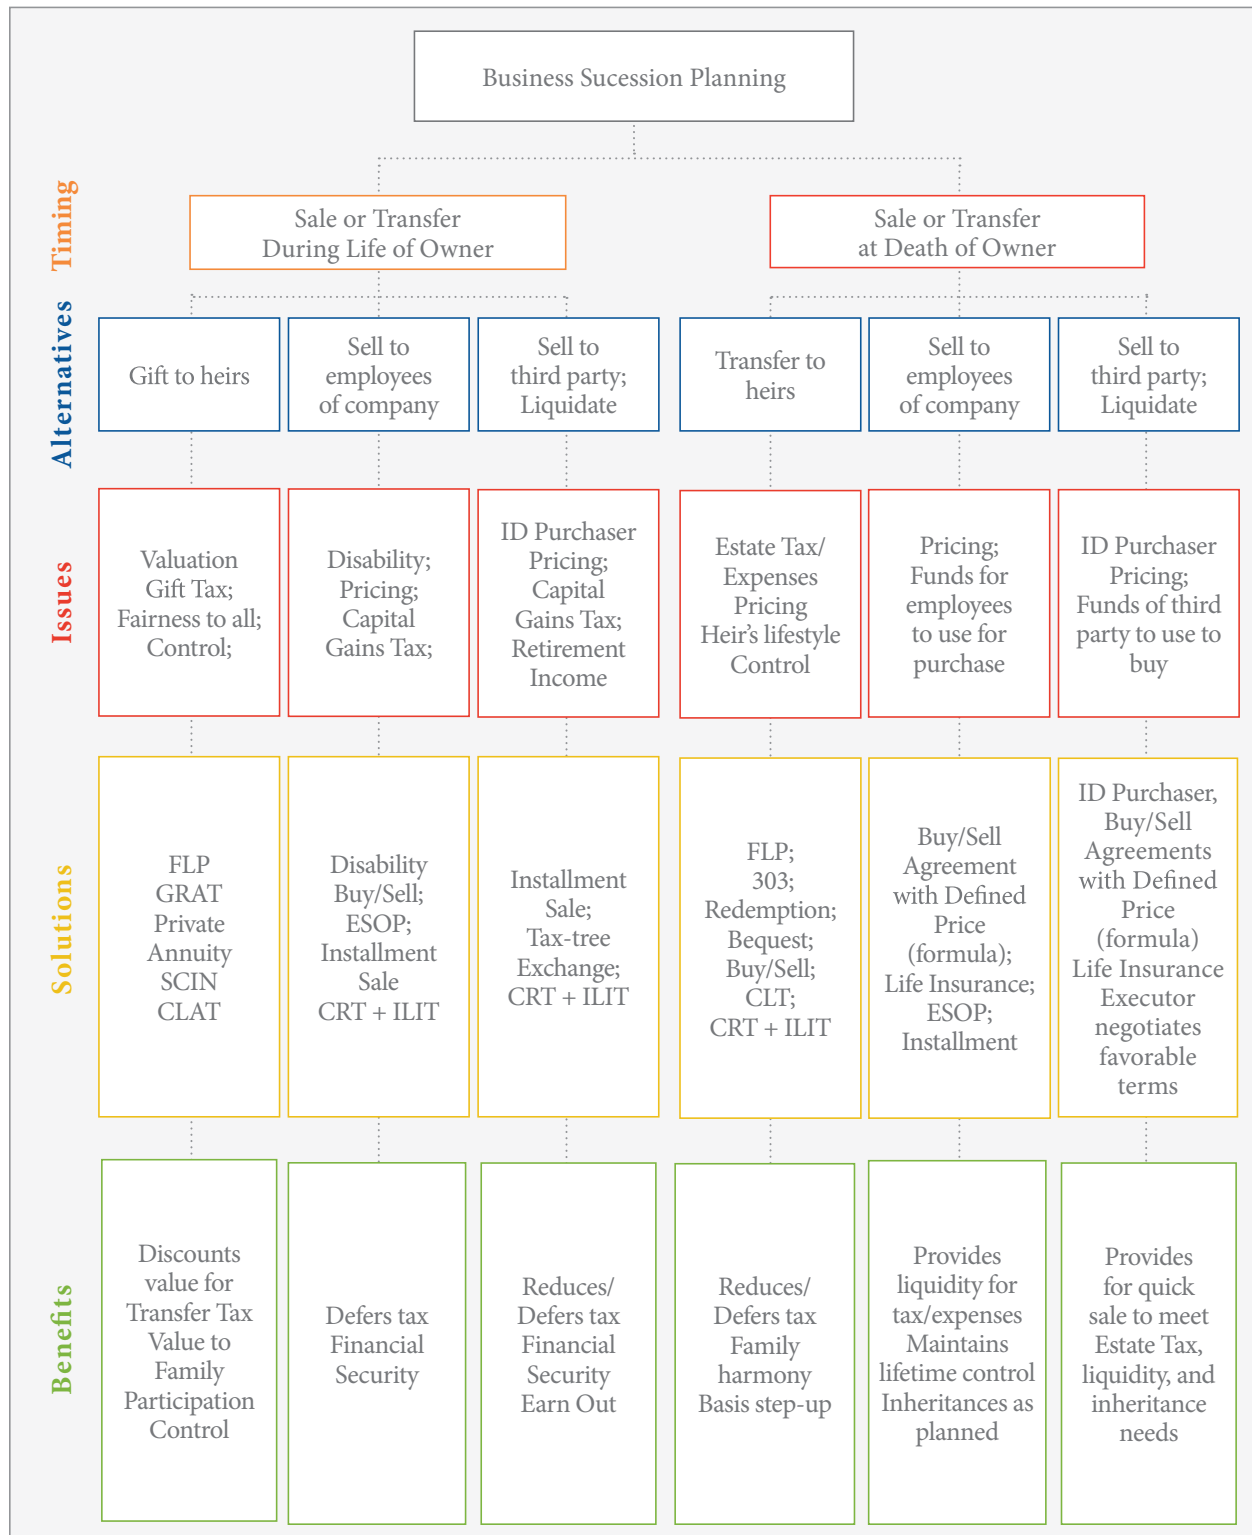 Business Sucession Planning
Timing
Sale or Transfer
During Life of Owner
Sale or Transfer
at Death of Owner
Alternatives
Gift to heirs
Sell to
employees
of company
Sell to
third party;
Liquidate
Transfer to
heirs
Sell to
employees
of company
Sell to
third party;
Liquidate
Issues
Valuation
Gift Tax;
Fairness to all;
Control;
Disability;
Pricing;
Capital
Gains Tax;
ID Purchaser
Pricing;
Capital
Gains Tax;
Retirement
Income
Estate Tax/
Expenses
Pricing
Heir's lifestyle
Control
Pricing;
Funds for
employees
to use for
purchase
ID Purchaser
Pricing;
Funds of third
party to use to
buy
Solutions
FLP
GRAT
Private
Annuity
SCIN
CLAT
Disability
Buy/Sell;
ESOP;
Installment
Sale
CRT + ILIT
Installment
Sale;
Tax-tree
Exchange;
CRT + ILIT
FLP;
303;
Redemption;
Bequest;
Buy/Sell;
CLT;
CRT + ILIT
Buy/Sell
Agreement
with Defined
Price
(formula);
Life Insurance;
ESOP;
Installment
ID Purchaser,
Buy/Sell
Agreements
with Defined
Price
(formula)
Life Insurance
Executor
negotiates
favorable
terms
Benefits
Discounts
value for
Transfer Tax
Value to
Family
Participation
Control
Defers tax
Financial
Security
Reduces/
Defers tax
Financial
Security
Earn Out
Reduces/
Defers tax
Family
harmony
Basis step-up
Provides
liquidity for
tax/expenses
Maintains
lifetime control
Inheritances as
planned
Provides
for quick
sale to meet
Estate Tax,
liquidity, and
inheritance
needs